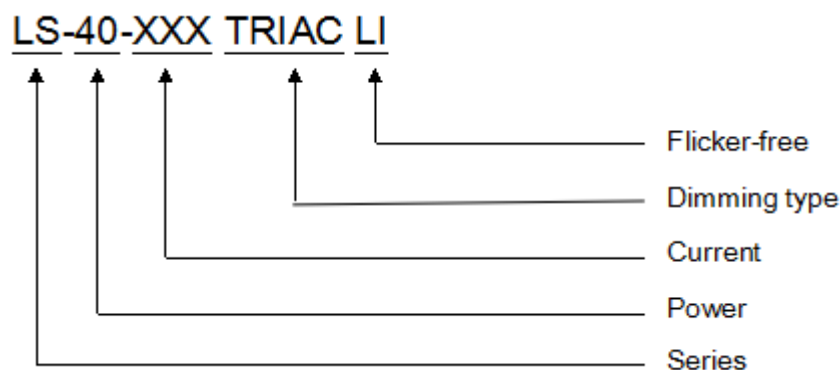 LS-40-XXX TRIAC LI
Flicker-free
Dimming type
Current
Power
Series